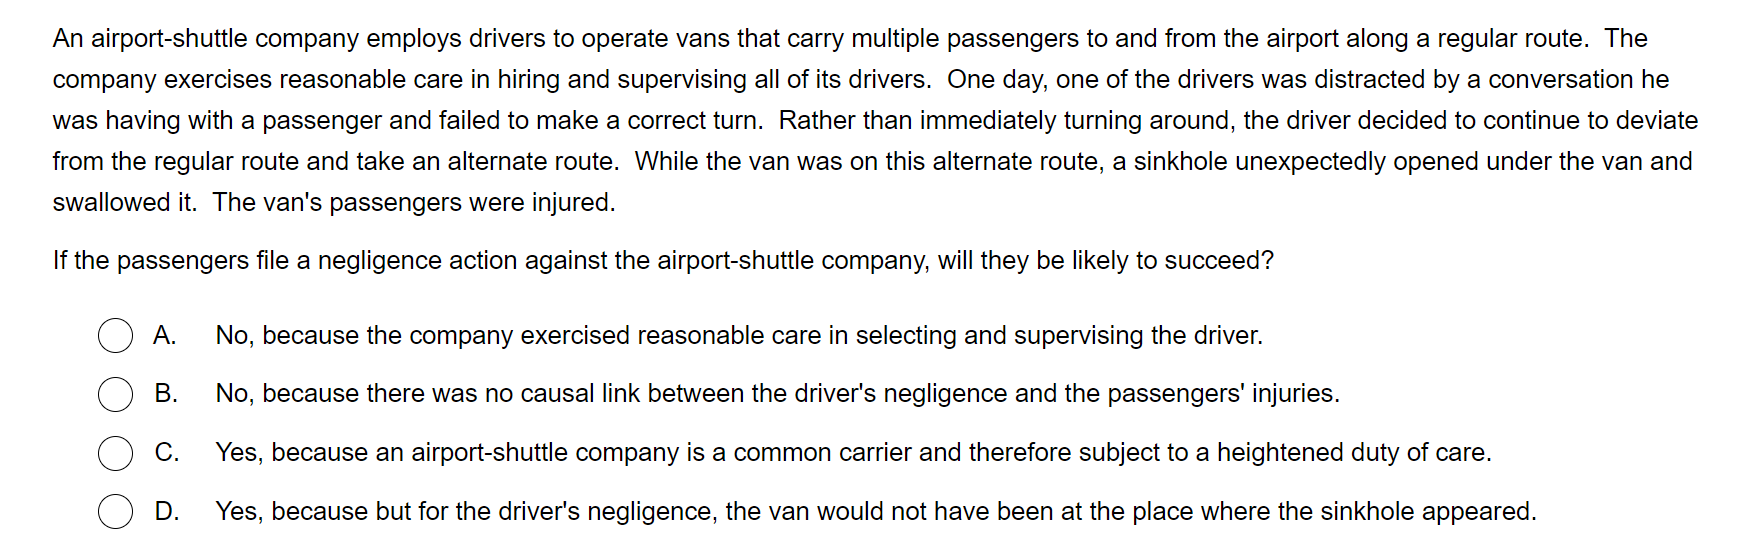 An airport-shuttle company employs drivers to operate vans that carry multiple passengers to and from the airport along a regular route.  The
company exercises reasonable care in hiring and supervising all of its drivers.  One day, one of the drivers was distracted by a conversation he
was having with a passenger and failed to make a correct turn.  Rather than immediately turning around, the driver decided to continue to deviate
from the regular route and take an alternate route.  While the van was on this alternate route, a sinkhole unexpectedly opened under the van and
swallowed it.  The van's passengers were injured.
If the passengers file a negligence action against the airport-shuttle company, will they be likely to succeed?
A. No, because the company exercised reasonable care in selecting and supervising the driver.
B. No, because there was no causal link between the driver's negligence and the passengers' injuries.
C. Yes, because an airport-shuttle company is a common carrier and therefore subject to a heightened duty of care.
D. Yes, because but for the driver's negligence, the van would not have been at the place where the sinkhole appeared.